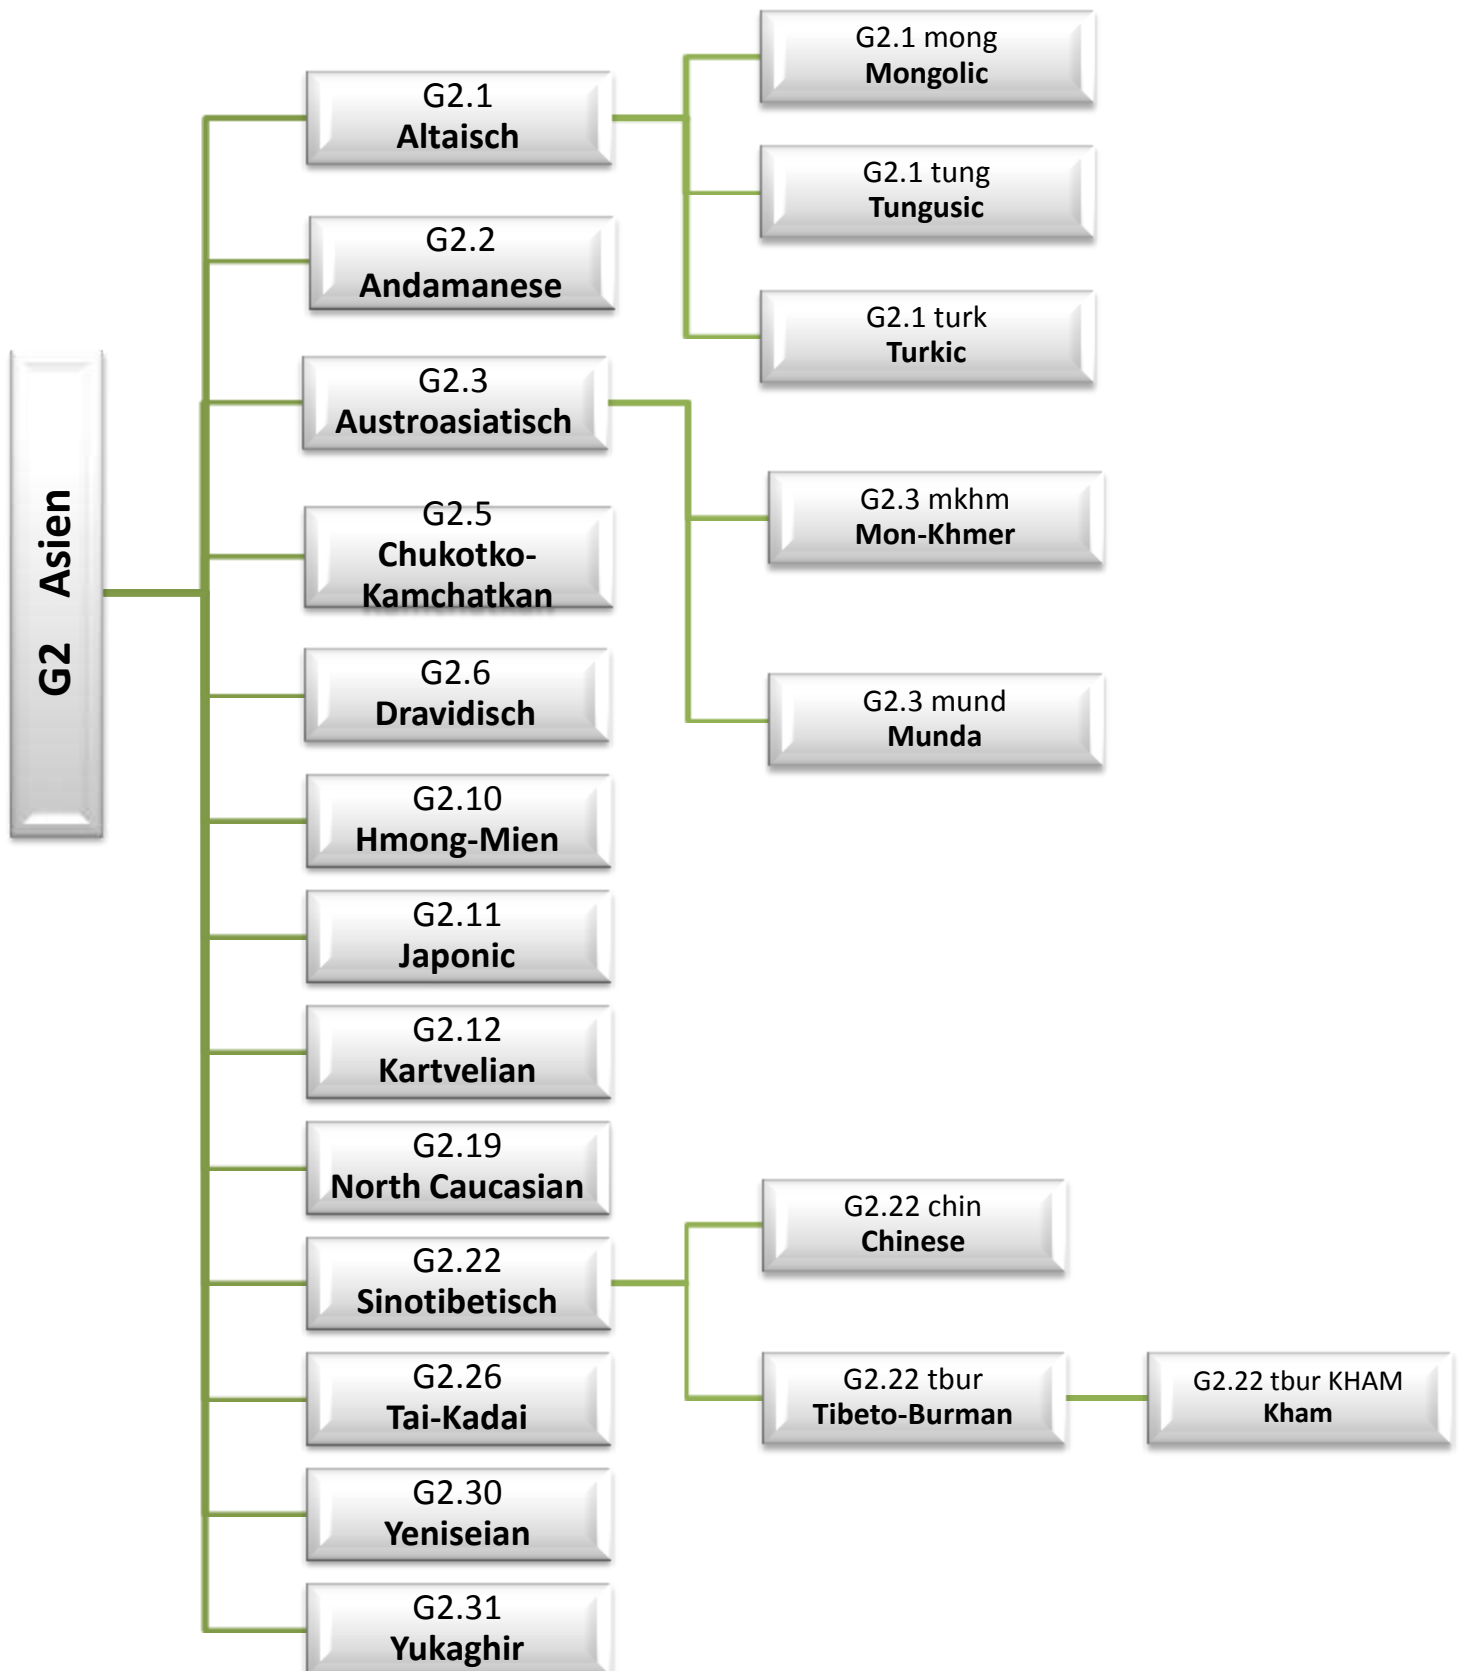 G2 Asien
G2.1
Altaisch
G2.1 mong
Mongolic
G2.1 tung
Tungusic
G2.1 turk
Turkic
G2.2
Andamanese
G2.3
Austroasiatisch
G2.3 mkhm
Mon-Khmer
G2.3 mund
Munda
G2.5
Chukotko-
Kamchatkan
G2.6
Dravidisch
G2.10
Hmong-Mien
G2.11
Japonic
G2.12
Kartvelian
G2.19
North Caucasian
G2.22
Sinotibetisch
G2.22 chin
Chinese
G2.22 tbur
Tibeto-Burman
G2.22 tbur KHAM
Kham
G2.26
Tai-Kadai
G2.30
Yeniseian
G2.31
Yukaghir